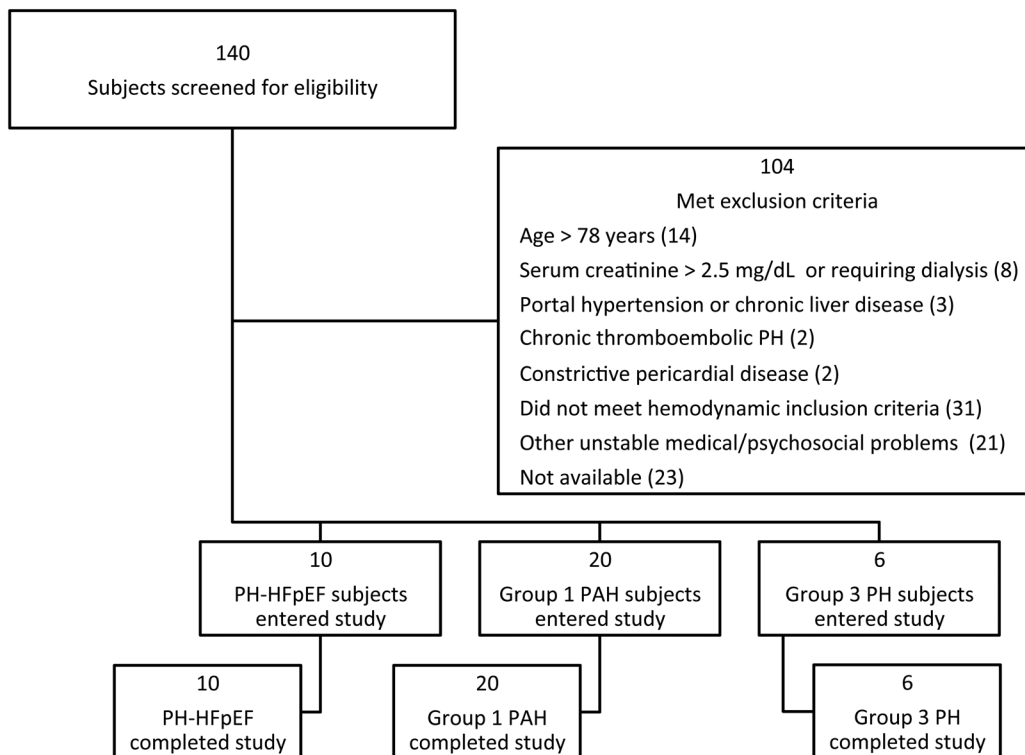 140
Subjects screened for eligibility
104
Met exclusion criteria
Age > 78 years (14)
Serum creatinine > 2.5 mg/dL or requiring dialysis (8)
Portal hypertension or chronic liver disease (3)
Chronic thromboembolic PH (2)
Constrictive pericardial disease (2)
Did not meet hemodynamic inclusion criteria (31)
Other unstable medical/psychosocial problems (21)
Not available (23)
10
PH-HFpEF subjects
entered study
20
Group 1 PAH subjects
entered study
6
Group 3 PH subjects
entered study
10
PH-HFpEF
completed study
20
Group 1 PAH
completed study
6
Group 3 PH
completed study